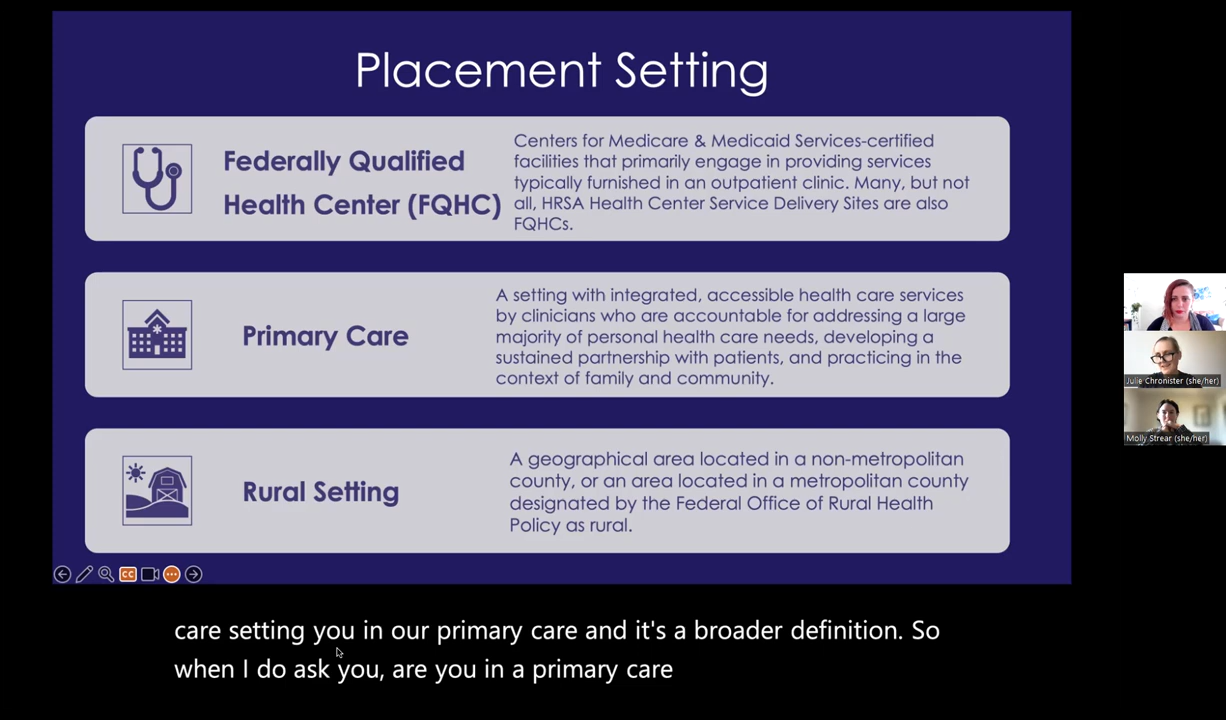 Placement Setting
Federally Qualified
Health Center (FQHC)
Centers for Medicare & Medicaid Services-certified
facilities that primarily engage in providing services
typically furnished in an outpatient clinic. Many, but not
all, HRSA Health Center Service Delivery Sites are also
FQHCs.
Primary Care
A setting with integrated, accessible health care services
by clinicians who are accountable for addressing a large
majority of personal health care needs, developing a
sustained partnership with patients, and practicing in the
context of family and community.
Rural Setting
A geographical area located in a non-metropolitan
county, or an area located in a metropolitan county
designated by the Federal Office of Rural Health
Policy as rural.
CC
care setting you in our primary care and it's a broader definition. So
when I do ask you, are you in a primary care
Julie Chronister (she/her)
Molly Strear (she/her)